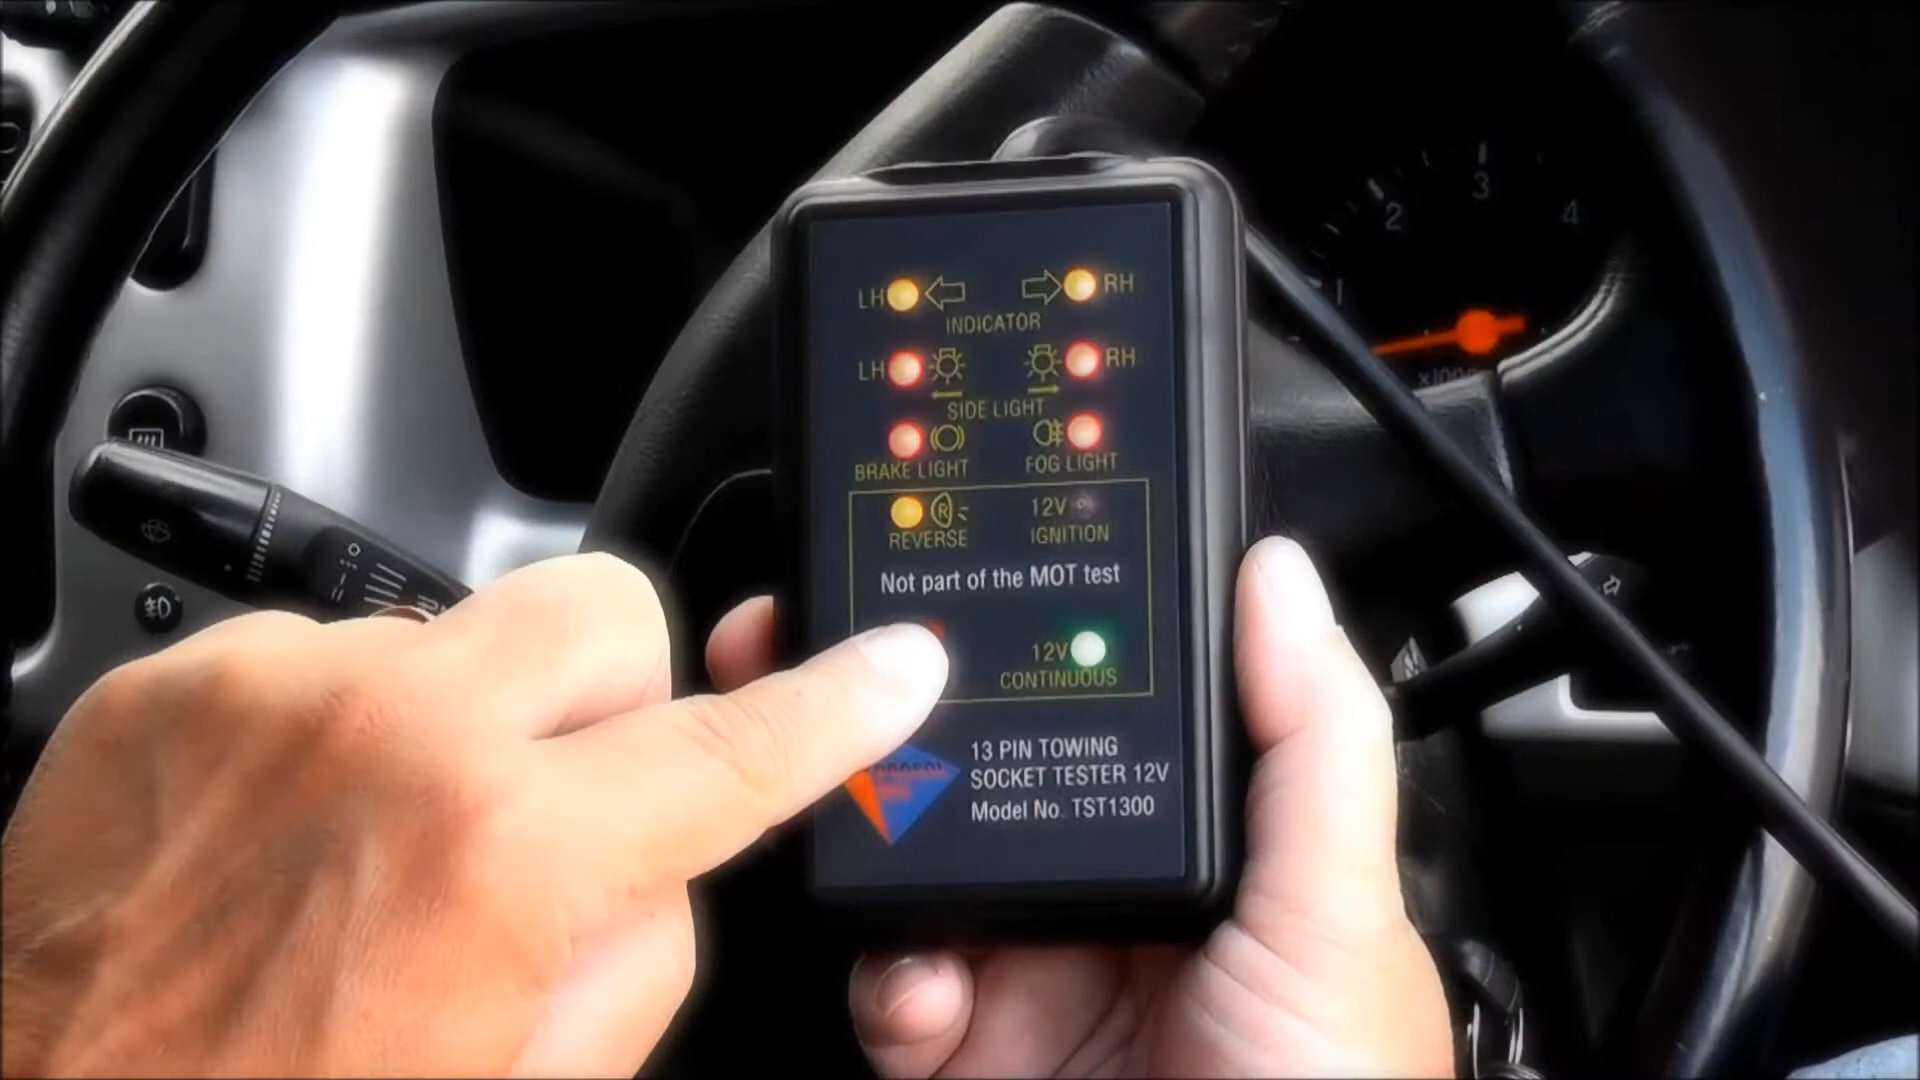 LH RH
INDICATOR
LH RH
SIDE LIGHT
BRAKE LIGHT FOG LIGHT
R 12V
REVERSE IGNITION
Not part of the MOT test
12V
CONTINUOUS
13 PIN TOWING
SOCKET TESTER 12V
Model No. TST1300
1 2 3 4